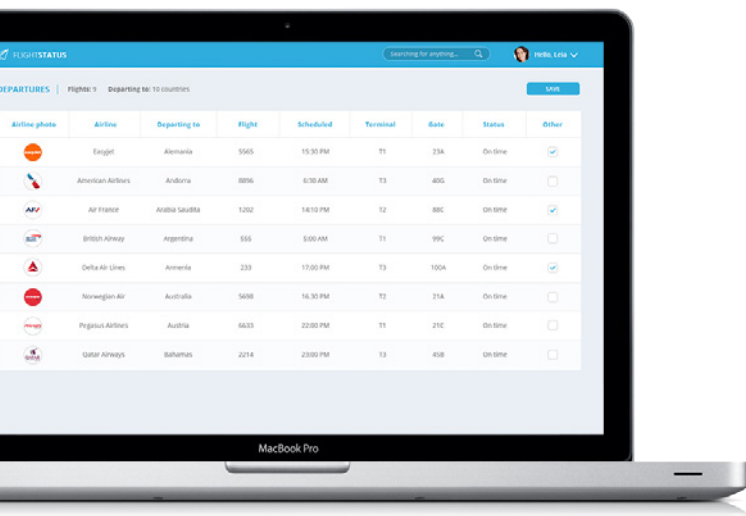 FLIGHTSTATUS Searching for anything... Hello, Leia
DEPARTURES | Flights: 9 Departing to: 10 countries SAVE
Airline photo Airline Departing to Flight Scheduled Terminal Gate Status Other
Easyjet Alemania 5565 15:30 PM T1 23A On time
American Airlines Andorra 8896 6:30 AM T3 40G On time
Air France Arabia Saudita 1202 14:10 PM T2 88C On time
British Airway Argentina 555 5:00 AM T1 99C On time
Delta Air Lines Armenia 233 17:00 PM T3 100A On time
Norwegian Air Australia 5698 16.30 PM T2 21A On time
Pegasus Airlines Austria 6633 22:00 PM T1 21C On time
Qatar Airways Bahamas 2214 23:00 PM T3 45B On time
MacBook Pro